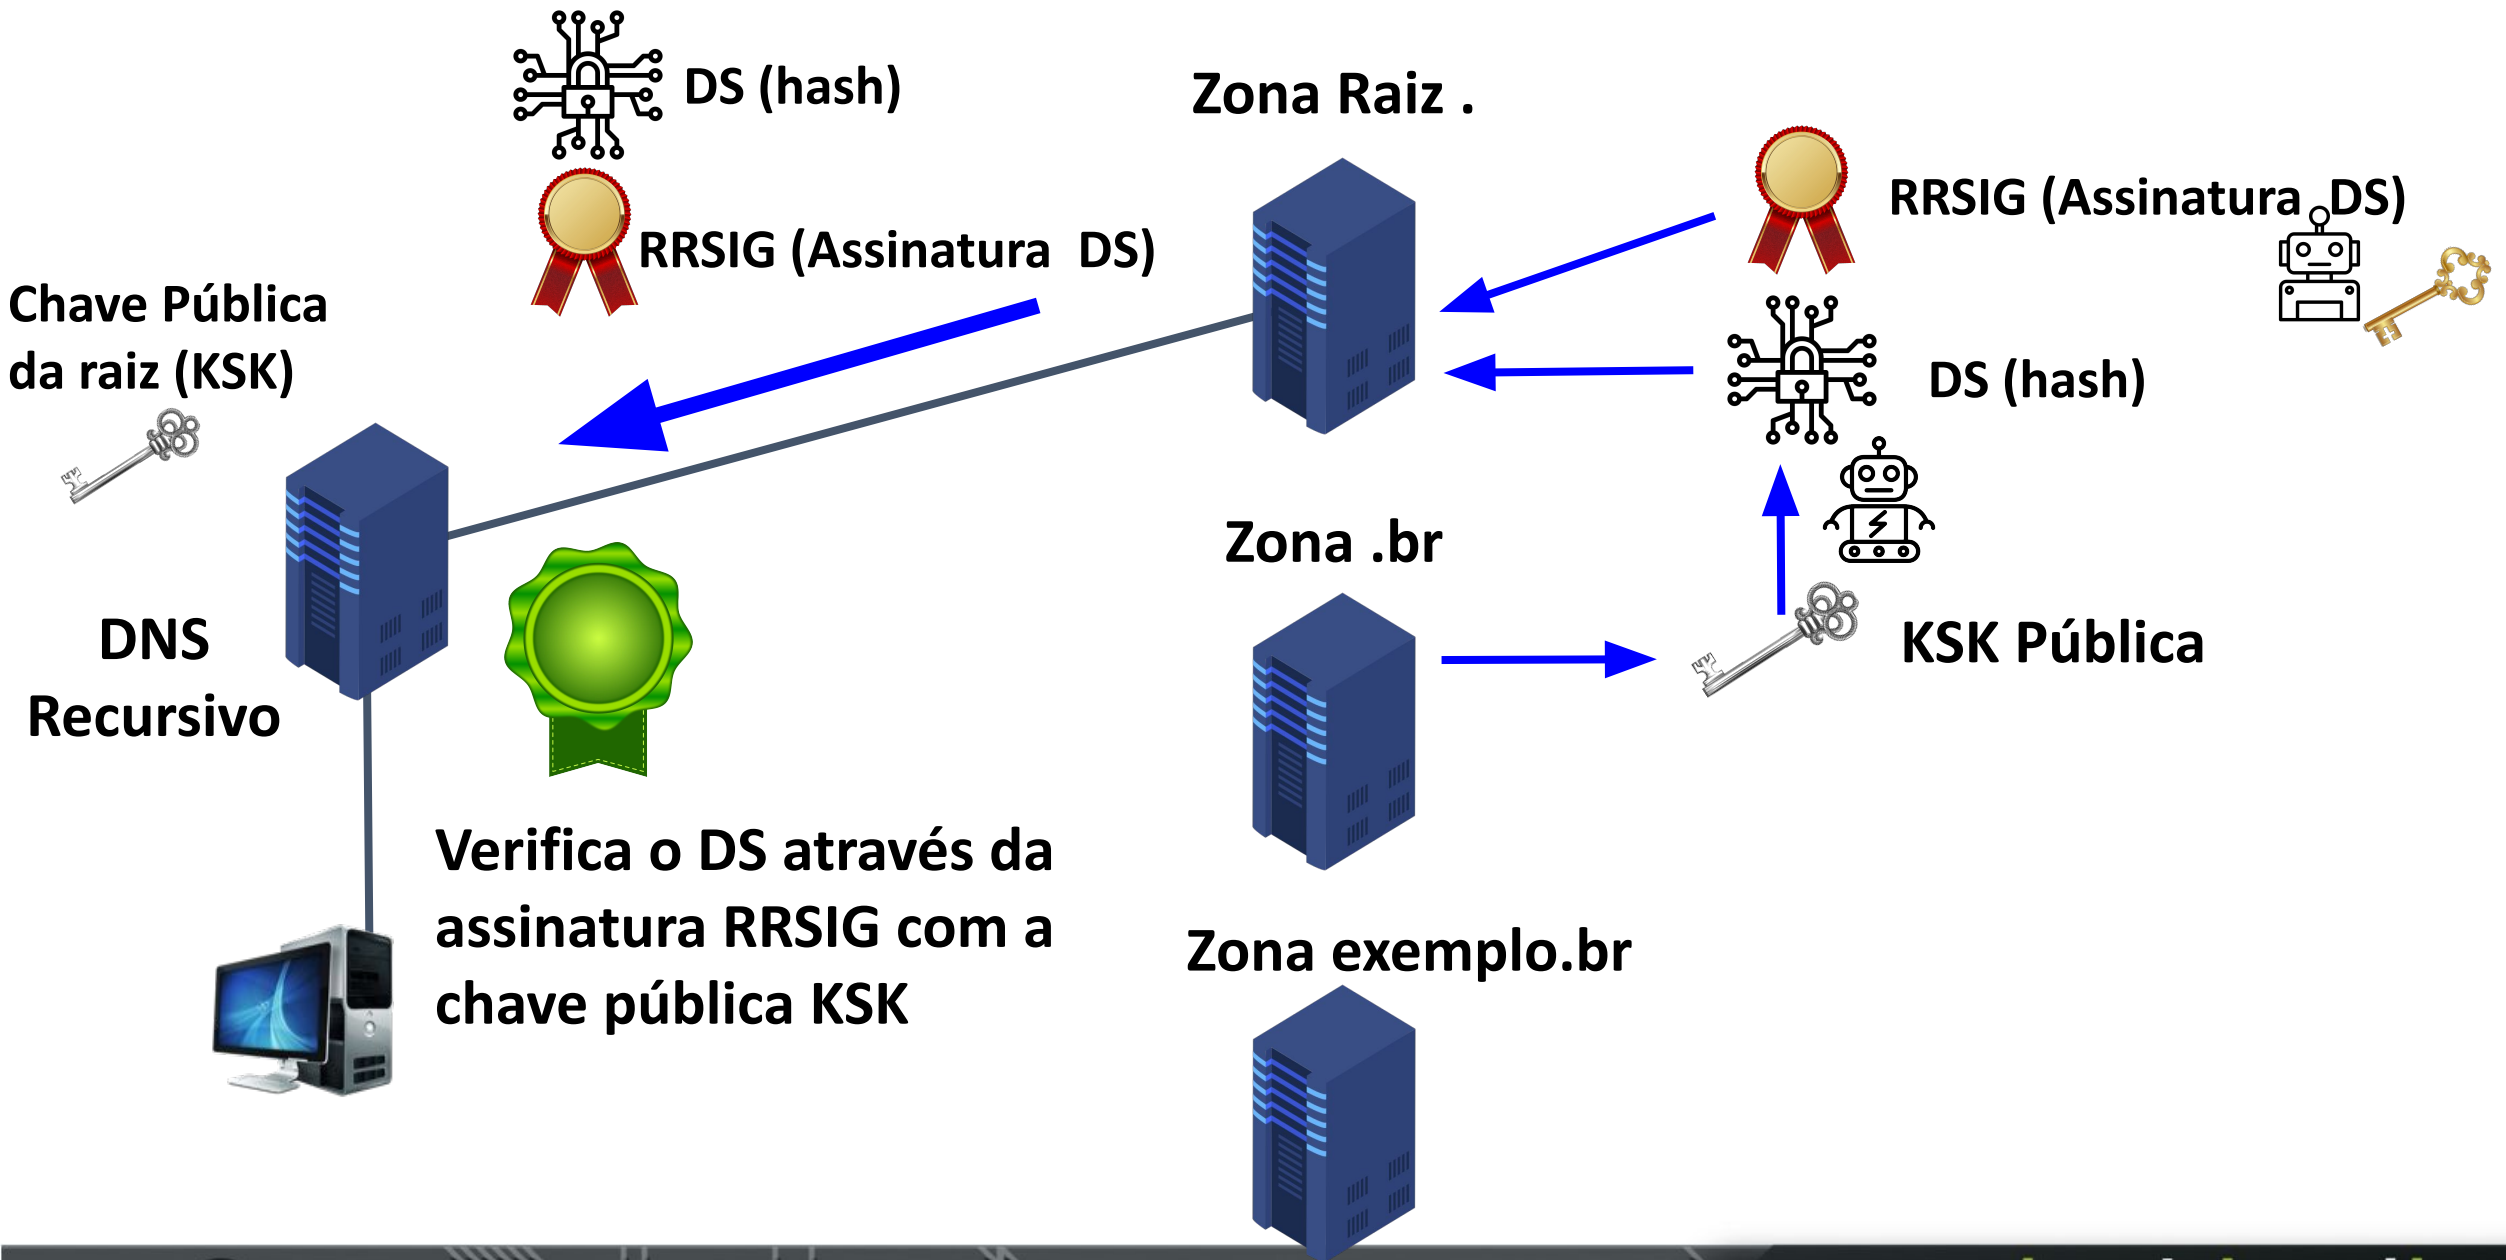 DS (hash)
Zona Raiz .
RRSIG (Assinatura DS)
RRSIG (Assinatura DS)
Chave Pública
da raiz (KSK)
DS (hash)
Zona .br
DNS
Recursivo
KSK Pública
Verifica o DS através da
assinatura RRSIG com a
chave pública KSK
Zona exemplo.br